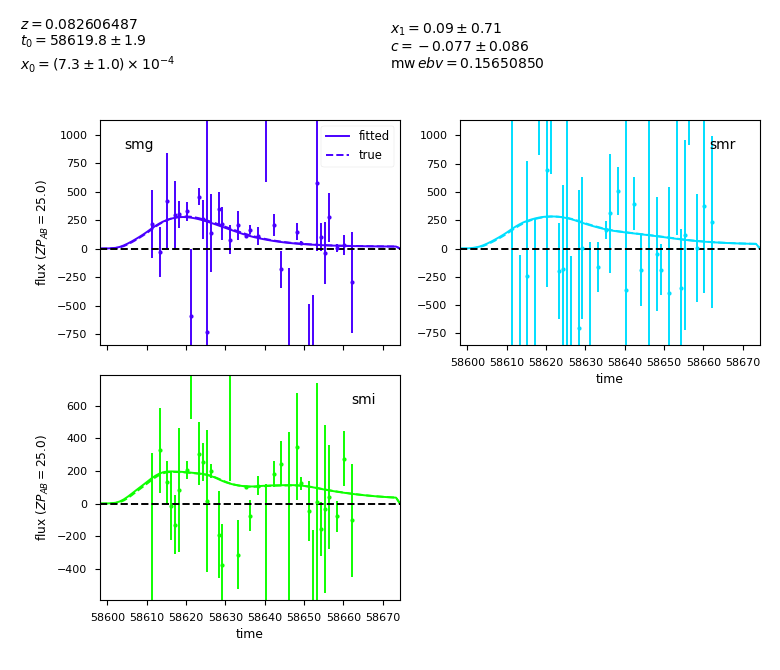 z = 0.082606487
t₀ = 58619.8 ± 1.9
x₀ = (7.3 ± 1.0) × 10⁻⁴
x₁ = 0.09 ± 0.71
c = −0.077 ± 0.086
mw ebv = 0.15650850
smg
fitted
true
1000
750
500
250
0
−250
−500
−750
flux (ZP_AB = 25.0)
smr
1000
750
500
250
0
−250
−500
−750
58600 58610 58620 58630 58640 58650 58660 58670
time
smi
600
400
200
0
−200
−400
flux (ZP_AB = 25.0)
58600 58610 58620 58630 58640 58650 58660 58670
time